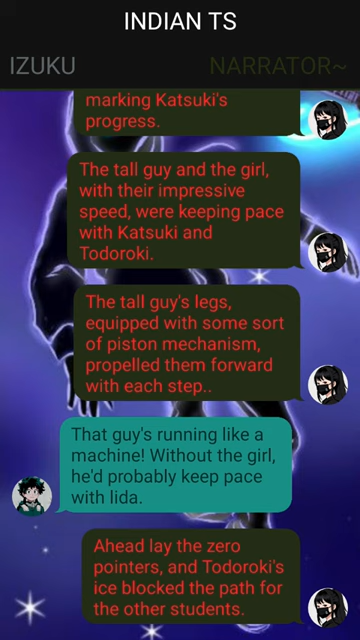 INDIAN TS
IZUKU NARRATOR~
marking Katsuki's
progress.
The tall guy and the girl,
with their impressive
speed, were keeping pace
with Katsuki and
Todoroki.
The tall guy's legs,
equipped with some sort
of piston mechanism,
propelled them forward
with each step..
That guy's running like a
machine! Without the girl,
he'd probably keep pace
with Iida.
Ahead lay the zero
pointers, and Todoroki's
ice blocked the path for
the other students.